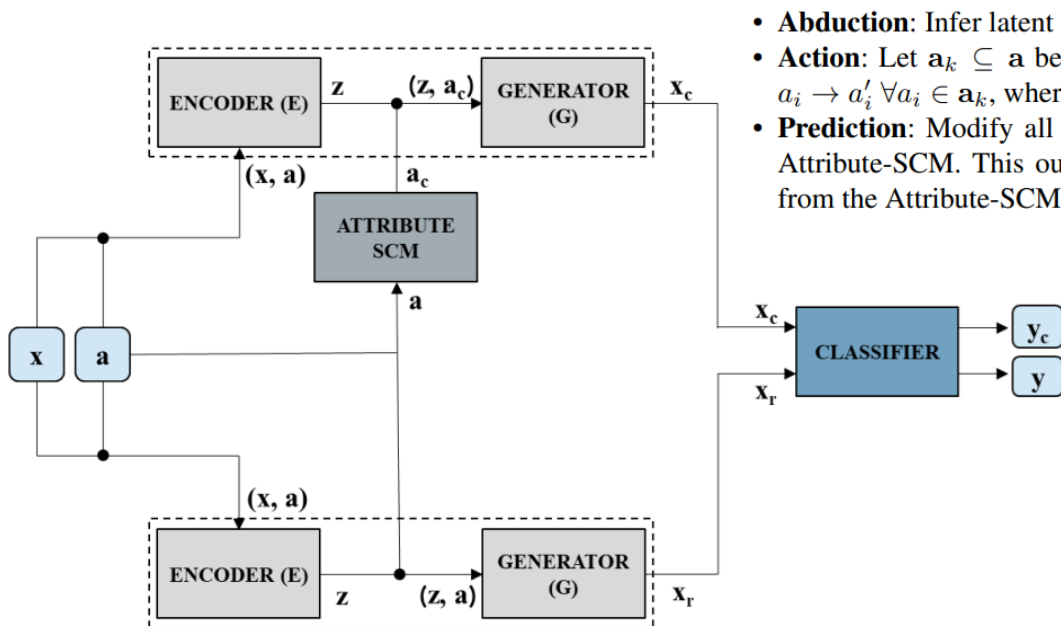 • Abduction: Infer latent
• Action: Let a_k ⊆ a be
a_i → a'_i ∀a_i ∈ a_k, wher
• Prediction: Modify all
Attribute-SCM. This ou
from the Attribute-SCM
ENCODER (E)
z
(z, a_c)
GENERATOR
(G)
x_c
(x, a)
a_c
ATTRIBUTE
SCM
a
x
a
x_c
CLASSIFIER
y_c
y
x_r
(x, a)
ENCODER (E)
z
(z, a)
GENERATOR
(G)
x_r